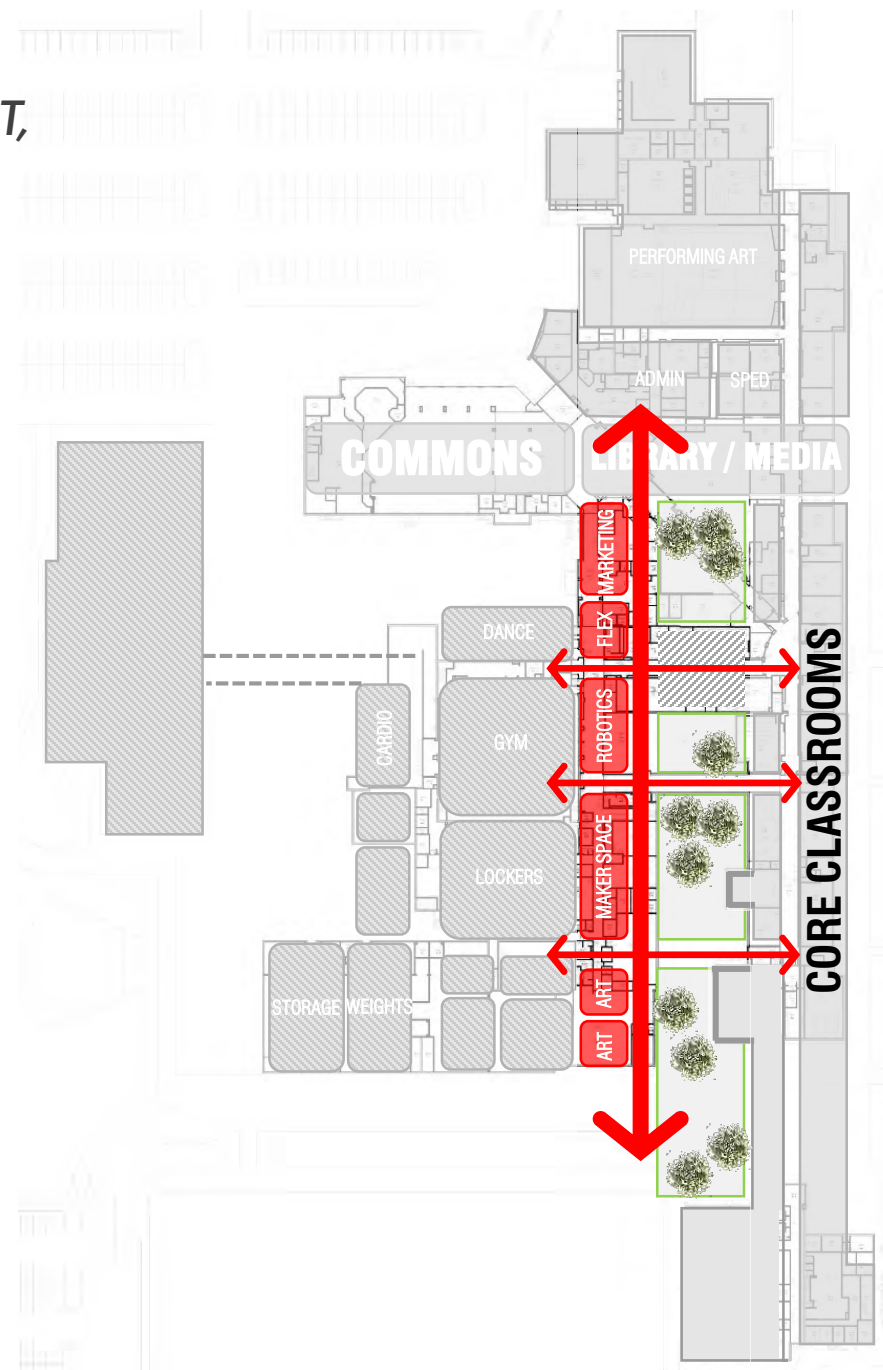 T,
PERFORMING ART
ADMIN
SPED
COMMONS
LIBRARY / MEDIA
MARKETING
FLEX
DANCE
ROBOTICS
CARDIO
GYM
MAKER SPACE
LOCKERS
CORE CLASSROOMS
ART
STORAGE
WEIGHTS
ART